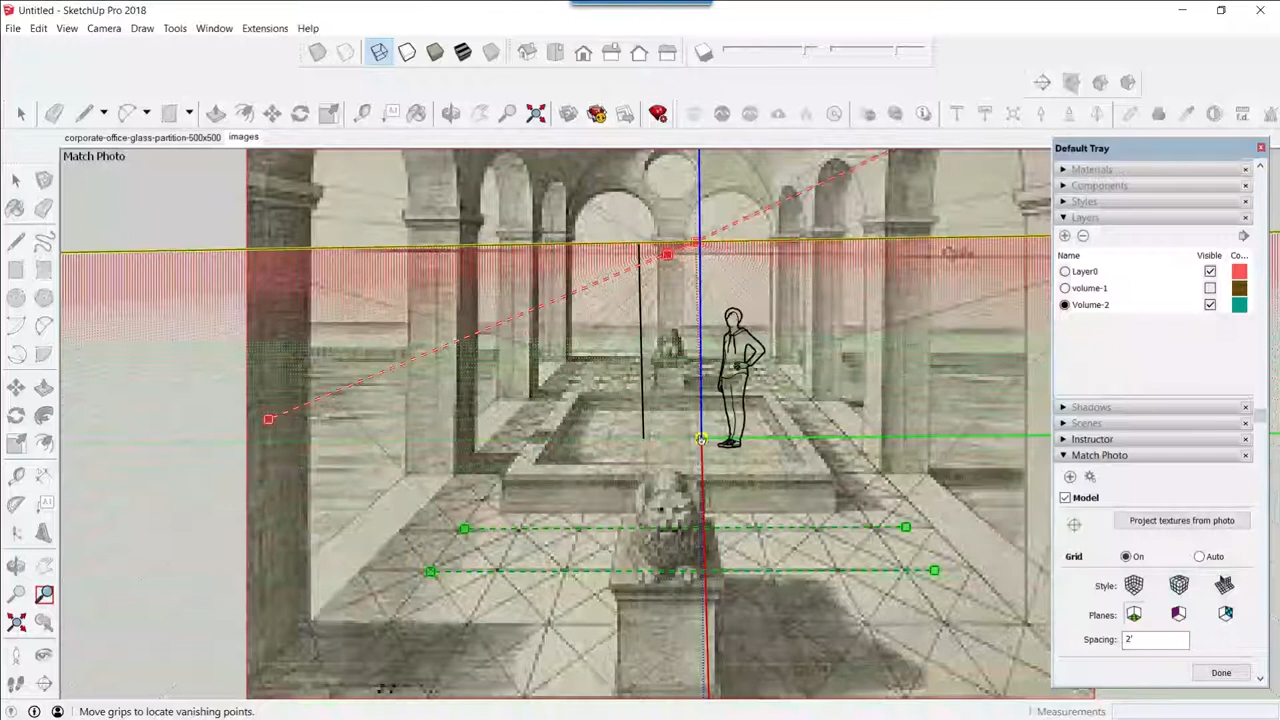 Untitled - SketchUp Pro 2018
File Edit View Camera Draw Tools Window Extensions Help
corporate-office-glass-partition-500x500 images
Match Photo
Default Tray
Materials
Components
Styles
Layers
Name Visible Co...
Layer0
volume-1
Volume-2
Shadows
Scenes
Instructor
Match Photo
Model
Project textures from photo
Grid On Auto
Style:
Planes:
Spacing: 2'
Done
Move grips to locate vanishing points. Measurements